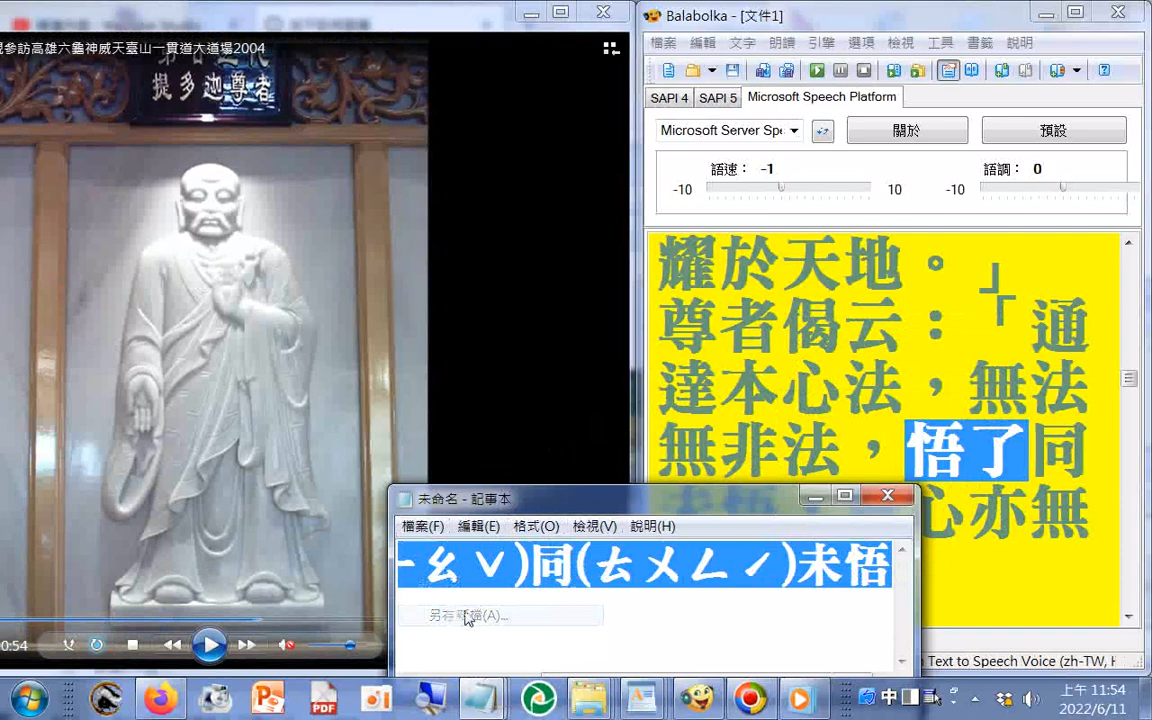 參訪高雄六龜神威天臺山一貫道大道場2004
提多迦尊者
Balabolka - [文件1]
檔案 編輯 文字 朗讀 引擎 選項 檢視 工具 書籤 說明
SAPI 4 SAPI 5 Microsoft Speech Platform
Microsoft Server Spe 關於 預設
語速： -1 語調： 0
-10 10 -10
耀於天地。」
尊者偈云：「通
達本心法，無法
無非法，悟了同
心亦無
未命名 - 記事本
檔案(F) 編輯(E) 格式(O) 檢視(V) 說明(H)
ㄧㄠˇ)同(ㄊㄨㄥˊ)未悟
另存新檔(A)...
0:54
Text to Speech Voice (zh-TW, H
中
上午 11:54
2022/6/11